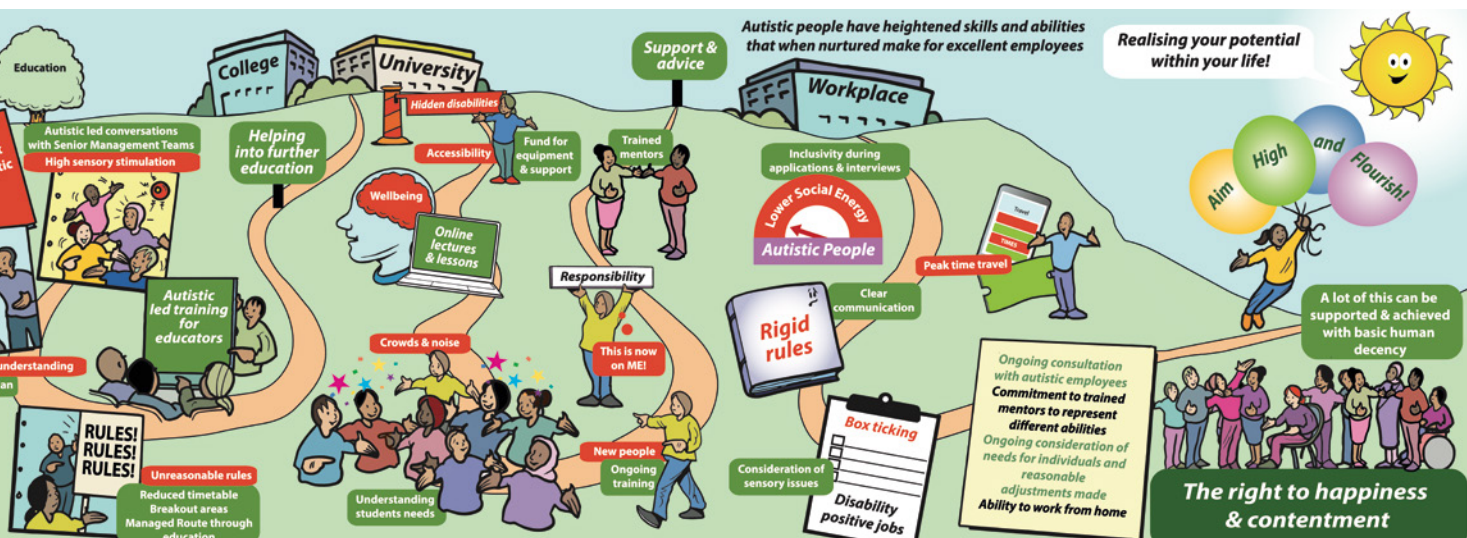 Education
Autistic led conversations
with Senior Management Teams
High sensory stimulation
understanding
Autistic
led training
for
educators
RULES!
RULES!
RULES!
Unreasonable rules
Reduced timetable
Breakout areas
Managed Route through
education
College
Helping
into further
education
University
Hidden disabilities
Accessibility
Fund for
equipment
& support
Wellbeing
Online
lectures
& lessons
Crowds & noise
Understanding
students needs
Support &
advice
Trained
mentors
Responsibility
This is now
on ME!
New people
Ongoing
training
Autistic people have heightened skills and abilities
that when nurtured make for excellent employees
Workplace
Inclusivity during
applications & interviews
Lower Social Energy
Autistic People
Travel
TIMES
Peak time travel
Clear
communication
Rigid
rules
Box ticking
Disability
positive jobs
Consideration of
sensory issues
Ongoing consultation
with autistic employees
Commitment to trained
mentors to represent
different abilities
Ongoing consideration of
needs for individuals and
reasonable
adjustments made
Ability to work from home
Realising your potential
within your life!
Aim
High
and
Flourish!
A lot of this can be
supported & achieved
with basic human
decency
The right to happiness
& contentment